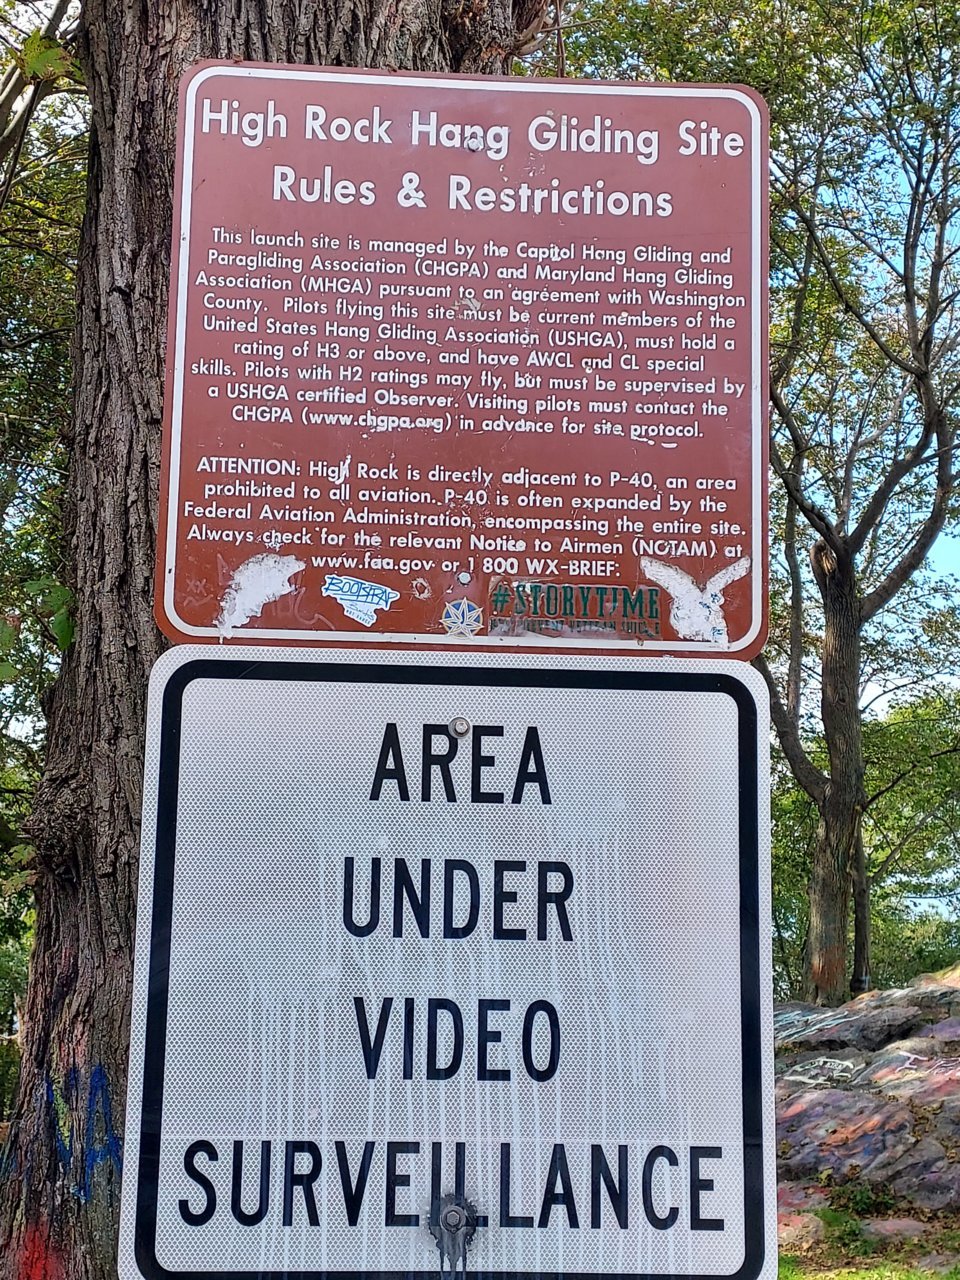 High Rock Hang Gliding Site
Rules & Restrictions
This launch site is managed by the Capitol Hang Gliding and
Paragliding Association (CHGPA) and Maryland Hang Gliding
Association (MHGA) pursuant to an agreement with Washington
County. Pilots flying this site must be current members of the
United States Hang Gliding Association (USHGA), must hold a
rating of H3 or above, and have AWCL and CL special
skills. Pilots with H2 ratings may fly, but must be supervised by
a USHGA certified Observer. Visiting pilots must contact the
CHGPA (www.chgpa.org) in advance for site protocol.
ATTENTION: High Rock is directly adjacent to P-40, an area
prohibited to all aviation. P-40 is often expanded by the
Federal Aviation Administration, encompassing the entire site.
Always check for the relevant Notice to Airmen (NOTAM) at
www.faa.gov or 1 800 WX-BRIEF.
#STORYTIME
AREA
UNDER
VIDEO
SURVEILLANCE